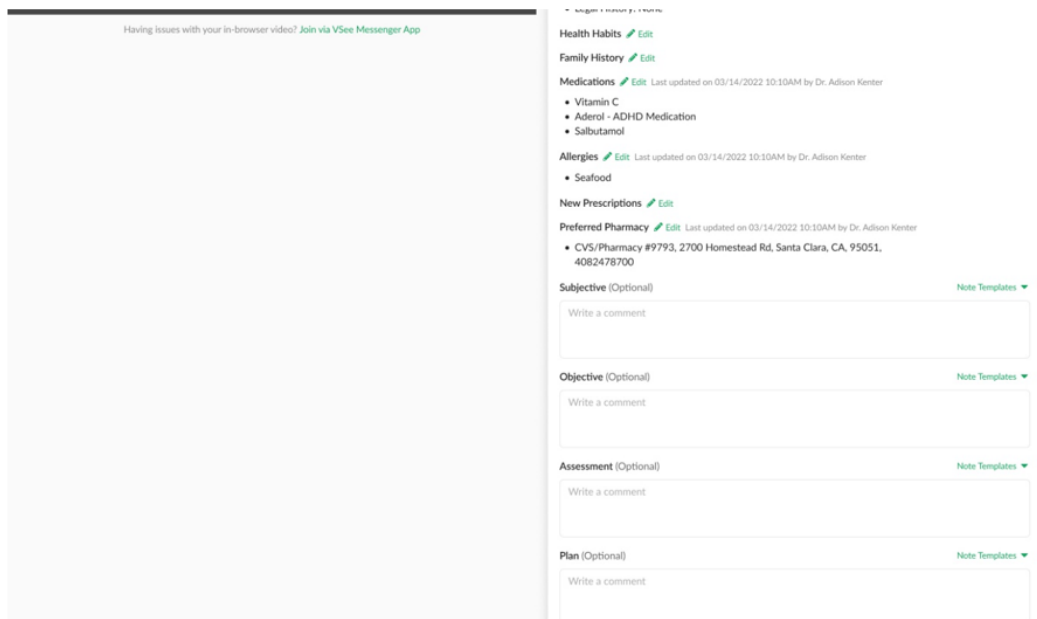 Having issues with your in-browser video? Join via VSee Messenger App
Legal History: None
Health Habits Edit
Family History Edit
Medications Edit Last updated on 03/14/2022 10:10AM by Dr. Adison Kenter
• Vitamin C
• Aderol - ADHD Medication
• Salbutamol
Allergies Edit Last updated on 03/14/2022 10:10AM by Dr. Adison Kenter
• Seafood
New Prescriptions Edit
Preferred Pharmacy Edit Last updated on 03/14/2022 10:10AM by Dr. Adison Kenter
• CVS/Pharmacy #9793, 2700 Homestead Rd, Santa Clara, CA, 95051,
4082478700
Subjective (Optional) Note Templates
Write a comment
Objective (Optional) Note Templates
Write a comment
Assessment (Optional) Note Templates
Write a comment
Plan (Optional) Note Templates
Write a comment